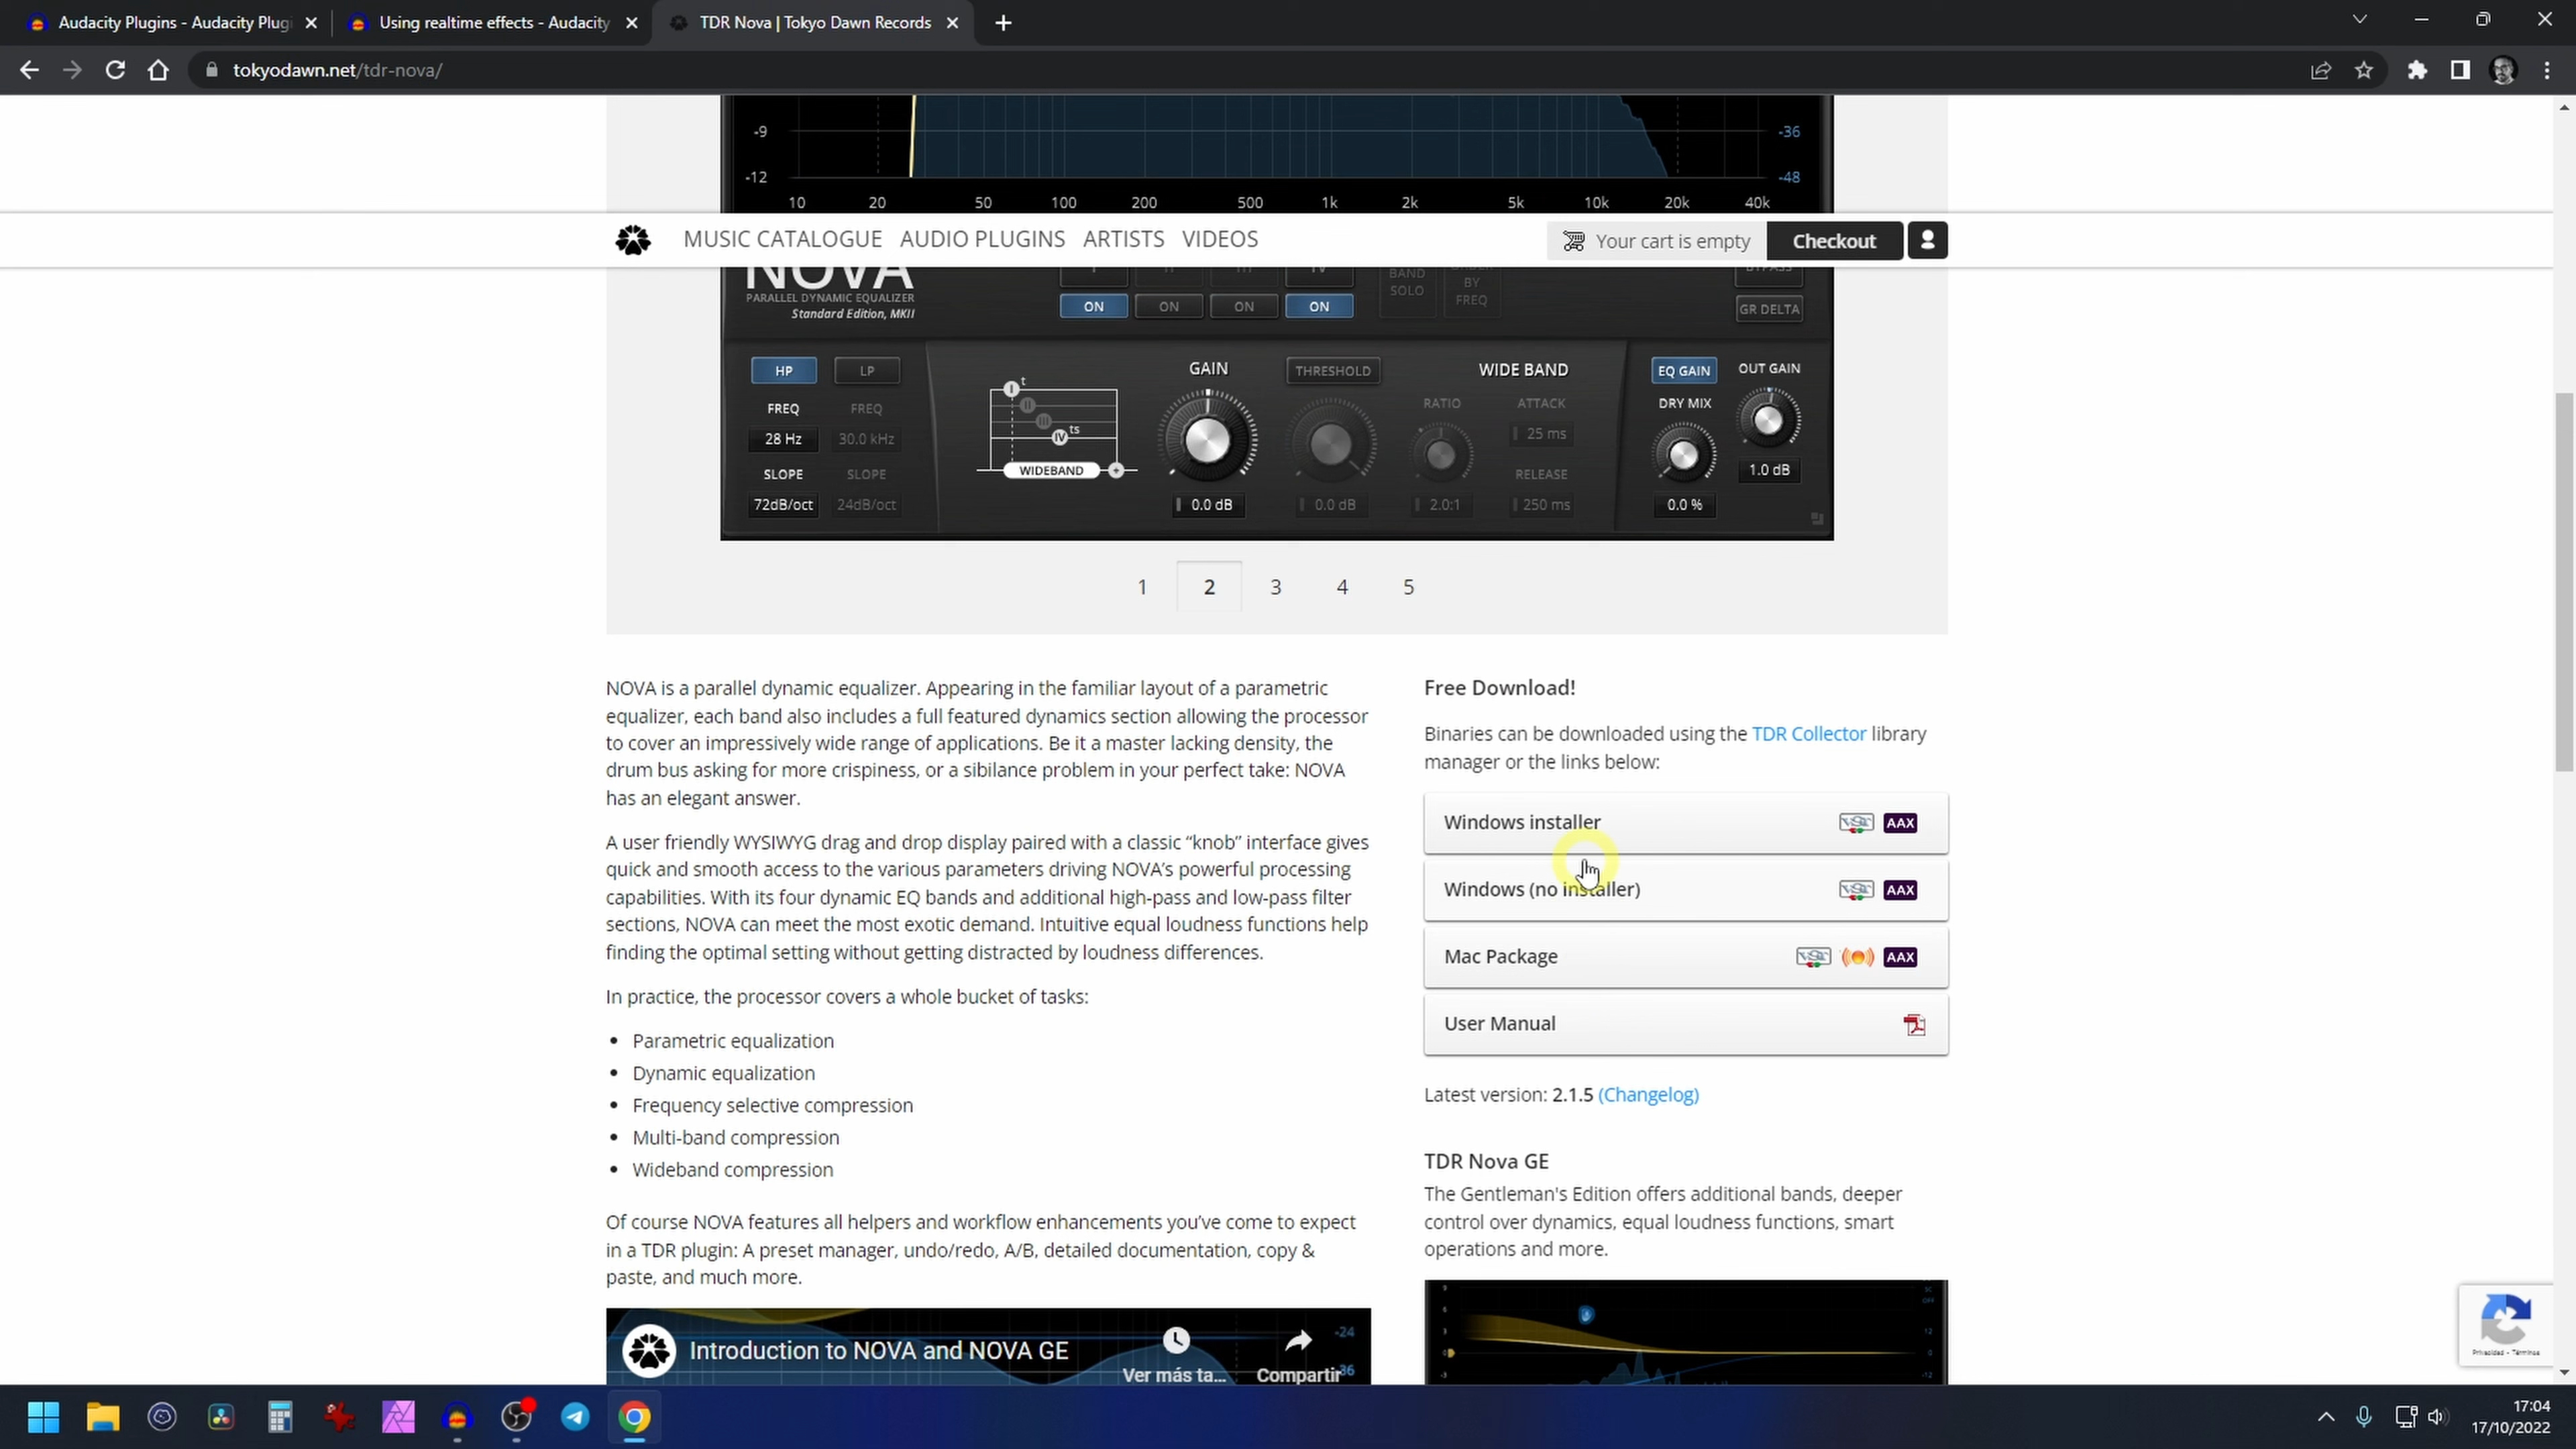 Audacity Plugins - Audacity Plugi
Using realtime effects - Audacity
TDR Nova | Tokyo Dawn Records
tokyodawn.net/tdr-nova/
-9
-36
-12
-48
10 20 50 100 200 500 1k 2k 5k 10k 20k 40k
MUSIC CATALOGUE AUDIO PLUGINS ARTISTS VIDEOS
Your cart is empty
Checkout
NOVA
PARALLEL DYNAMIC EQUALIZER
Standard Edition, MKII
ON ON ON ON
BAND
SOLO
BY
FREQ
BYPASS
GR DELTA
HP LP
FREQ FREQ
28 Hz 30.0 kHz
SLOPE SLOPE
72dB/oct 24dB/oct
I t
II
III
IV ts
WIDEBAND +
GAIN
0.0 dB
THRESHOLD
0.0 dB
WIDE BAND
RATIO
2.0:1
ATTACK
25 ms
RELEASE
250 ms
EQ GAIN
DRY MIX
0.0 %
OUT GAIN
1.0 dB
1 2 3 4 5
NOVA is a parallel dynamic equalizer. Appearing in the familiar layout of a parametric
equalizer, each band also includes a full featured dynamics section allowing the processor
to cover an impressively wide range of applications. Be it a master lacking density, the
drum bus asking for more crispiness, or a sibilance problem in your perfect take: NOVA
has an elegant answer.
A user friendly WYSIWYG drag and drop display paired with a classic “knob” interface gives
quick and smooth access to the various parameters driving NOVA’s powerful processing
capabilities. With its four dynamic EQ bands and additional high-pass and low-pass filter
sections, NOVA can meet the most exotic demand. Intuitive equal loudness functions help
finding the optimal setting without getting distracted by loudness differences.
In practice, the processor covers a whole bucket of tasks:
• Parametric equalization
• Dynamic equalization
• Frequency selective compression
• Multi-band compression
• Wideband compression
Of course NOVA features all helpers and workflow enhancements you’ve come to expect
in a TDR plugin: A preset manager, undo/redo, A/B, detailed documentation, copy &
paste, and much more.
Introduction to NOVA and NOVA GE
Ver más ta...
Compartir
-24
-36
Free Download!
Binaries can be downloaded using the TDR Collector library
manager or the links below:
Windows installer VST AAX
Windows (no installer) VST AAX
Mac Package VST AAX
User Manual
Latest version: 2.1.5 (Changelog)
TDR Nova GE
The Gentleman's Edition offers additional bands, deeper
control over dynamics, equal loudness functions, smart
operations and more.
Privacidad - Términos
17:04
17/10/2022